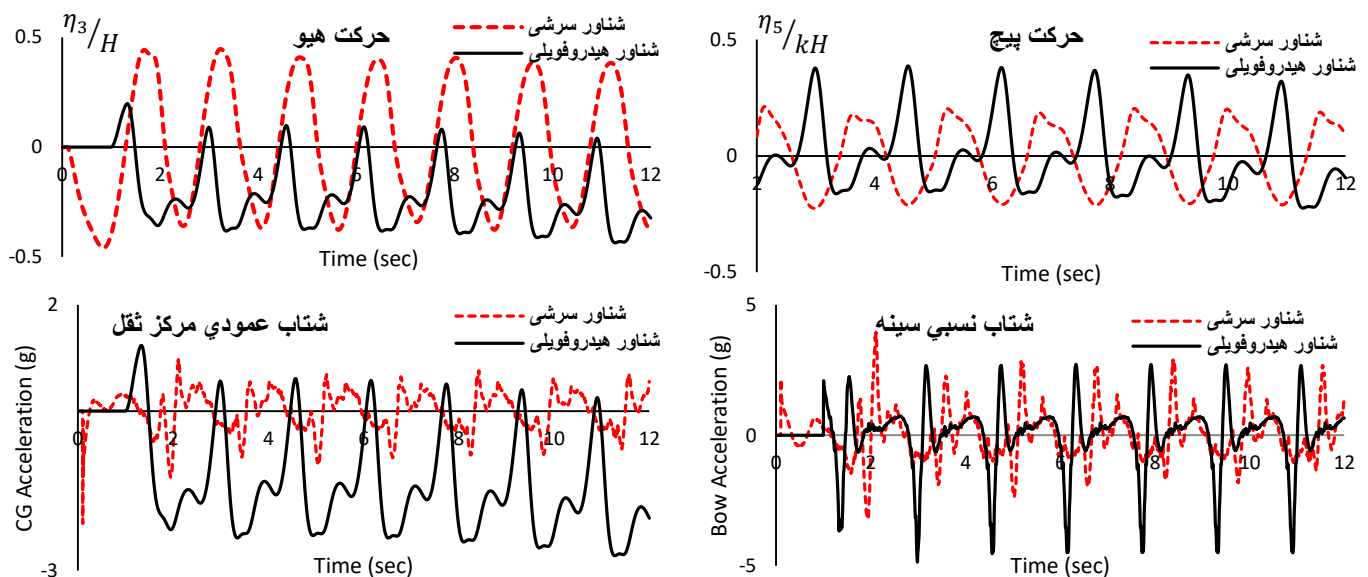 η₃/H
حرکت هیو
شناور سرشی
شناور هیدروفویلی
0.5
0
-0.5
0 2 4 6 8 10 12
Time (sec)
η₅/kH
حرکت پیچ
شناور سرشی
شناور هیدروفویلی
0.5
0
-0.5
2 4 6 8 10 12
Time (sec)
CG Acceleration (g)
شتاب عمودي مرکز ثقل
شناور سرشی
شناور هیدروفویلی
2
-3
0 2 4 6 8 10 12
Time (sec)
Bow Acceleration (g)
شتاب نسبي سینه
شناور سرشی
شناور هیدروفویلی
5
0
-5
0 2 4 6 8 10 12
Time (sec)